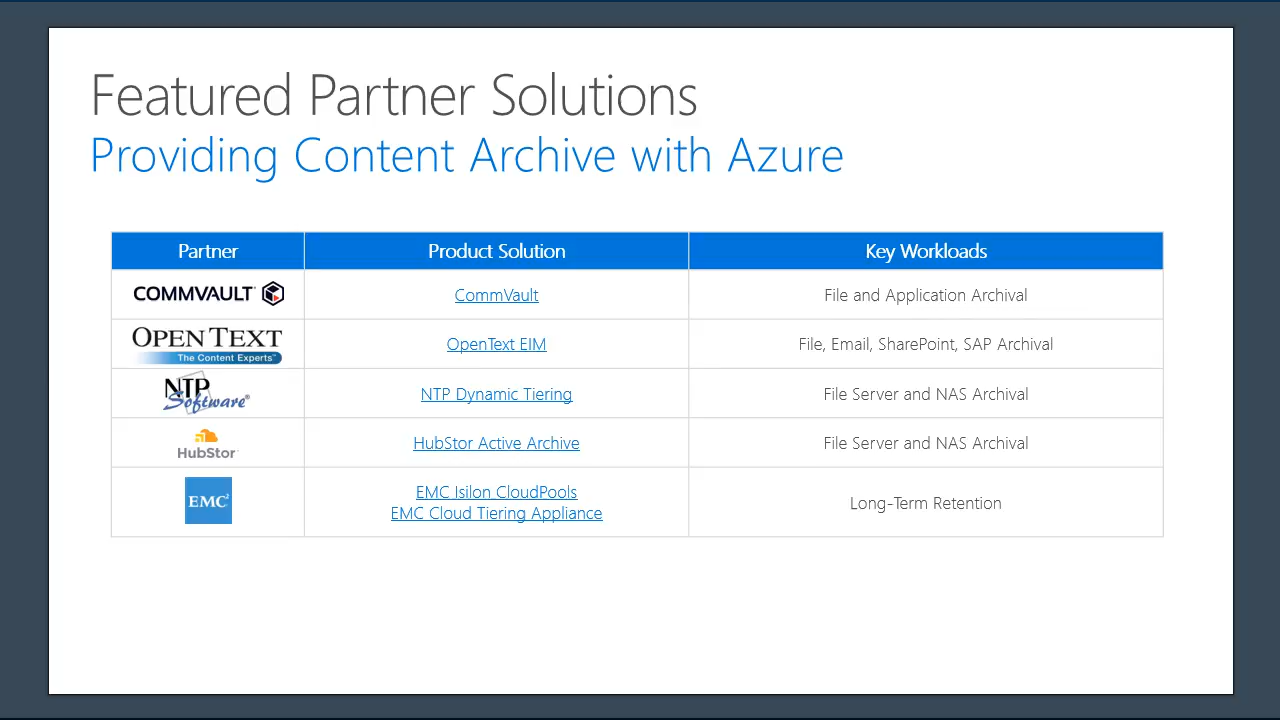 Featured Partner Solutions
Providing Content Archive with Azure
Partner Product Solution Key Workloads
COMMVAULT CommVault File and Application Archival
OPEN TEXT
The Content Experts™ OpenText EIM File, Email, SharePoint, SAP Archival
NTP
Software® NTP Dynamic Tiering File Server and NAS Archival
HubStor HubStor Active Archive File Server and NAS Archival
EMC² EMC Isilon CloudPools
EMC Cloud Tiering Appliance Long-Term Retention